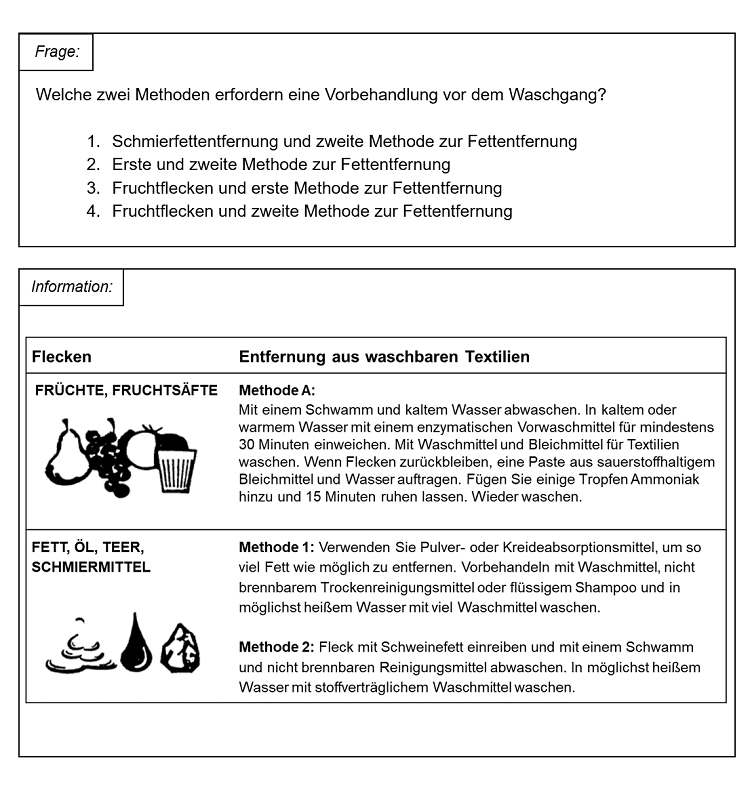 Frage:
Welche zwei Methoden erfordern eine Vorbehandlung vor dem Waschgang?
1. Schmierfettentfernung und zweite Methode zur Fettentfernung
2. Erste und zweite Methode zur Fettentfernung
3. Fruchtflecken und erste Methode zur Fettentfernung
4. Fruchtflecken und zweite Methode zur Fettentfernung
Information:
Flecken
Entfernung aus waschbaren Textilien
FRÜCHTE, FRUCHTSÄFTE
Methode A:
Mit einem Schwamm und kaltem Wasser abwaschen. In kaltem oder
warmem Wasser mit einem enzymatischen Vorwaschmittel für mindestens
30 Minuten einweichen. Mit Waschmittel und Bleichmittel für Textilien
waschen. Wenn Flecken zurückbleiben, eine Paste aus sauerstoffhaltigem
Bleichmittel und Wasser auftragen. Fügen Sie einige Tropfen Ammoniak
hinzu und 15 Minuten ruhen lassen. Wieder waschen.
FETT, ÖL, TEER,
SCHMIERMITTEL
Methode 1: Verwenden Sie Pulver- oder Kreideabsorptionsmittel, um so
viel Fett wie möglich zu entfernen. Vorbehandeln mit Waschmittel, nicht
brennbarem Trockenreinigungsmittel oder flüssigem Shampoo und in
möglichst heißem Wasser mit viel Waschmittel waschen.
Methode 2: Fleck mit Schweinefett einreiben und mit einem Schwamm
und nicht brennbaren Reinigungsmittel abwaschen. In möglichst heißem
Wasser mit stoffverträglichem Waschmittel waschen.